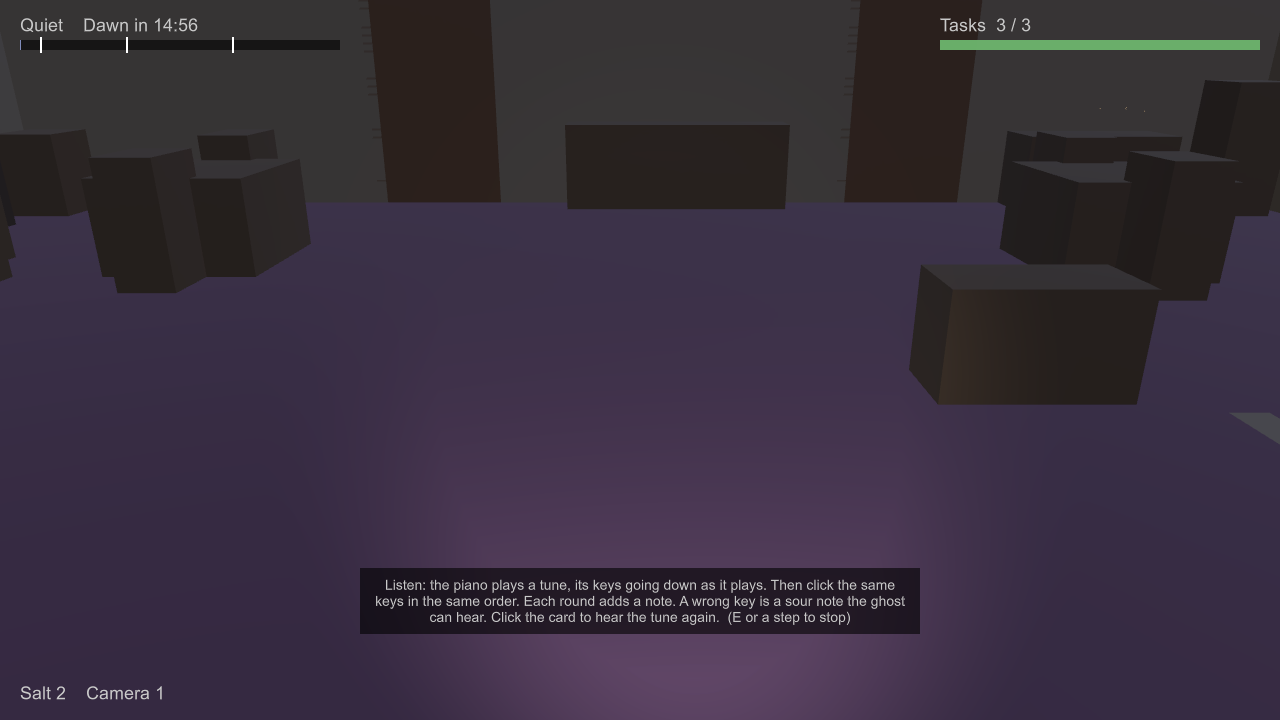 Quiet Dawn in 14:56
Tasks 3 / 3
Listen: the piano plays a tune, its keys going down as it plays. Then click the same
keys in the same order. Each round adds a note. A wrong key is a sour note the ghost
can hear. Click the card to hear the tune again. (E or a step to stop)
Salt 2 Camera 1